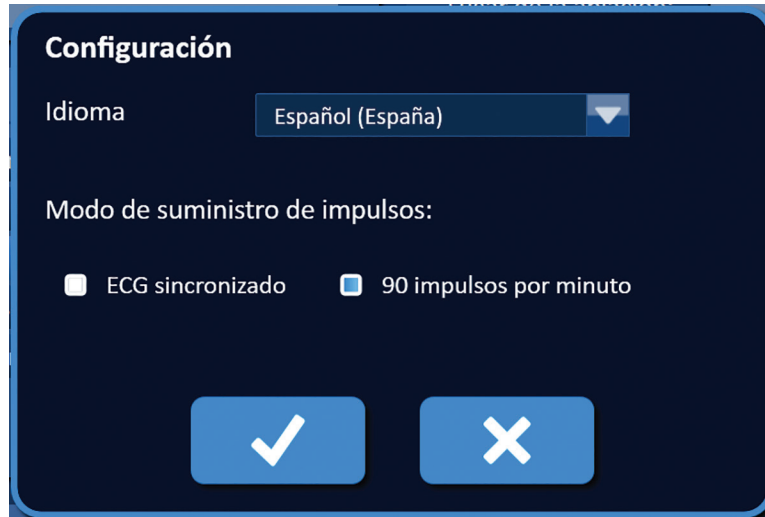 Configuración
Idioma
Español (España)
Modo de suministro de impulsos:
ECG sincronizado 90 impulsos por minuto